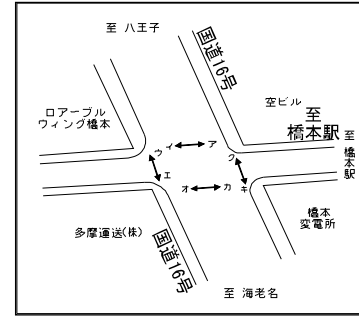 至 八王子
国道16号
ロアーブル
ウィング橋本
空ビル
至
橋本駅
至 橋本駅
イ
ア
ウ
ク
エ
オ
カ
キ
多摩運送(株)
国道16号
橋本
変電所
至 海老名